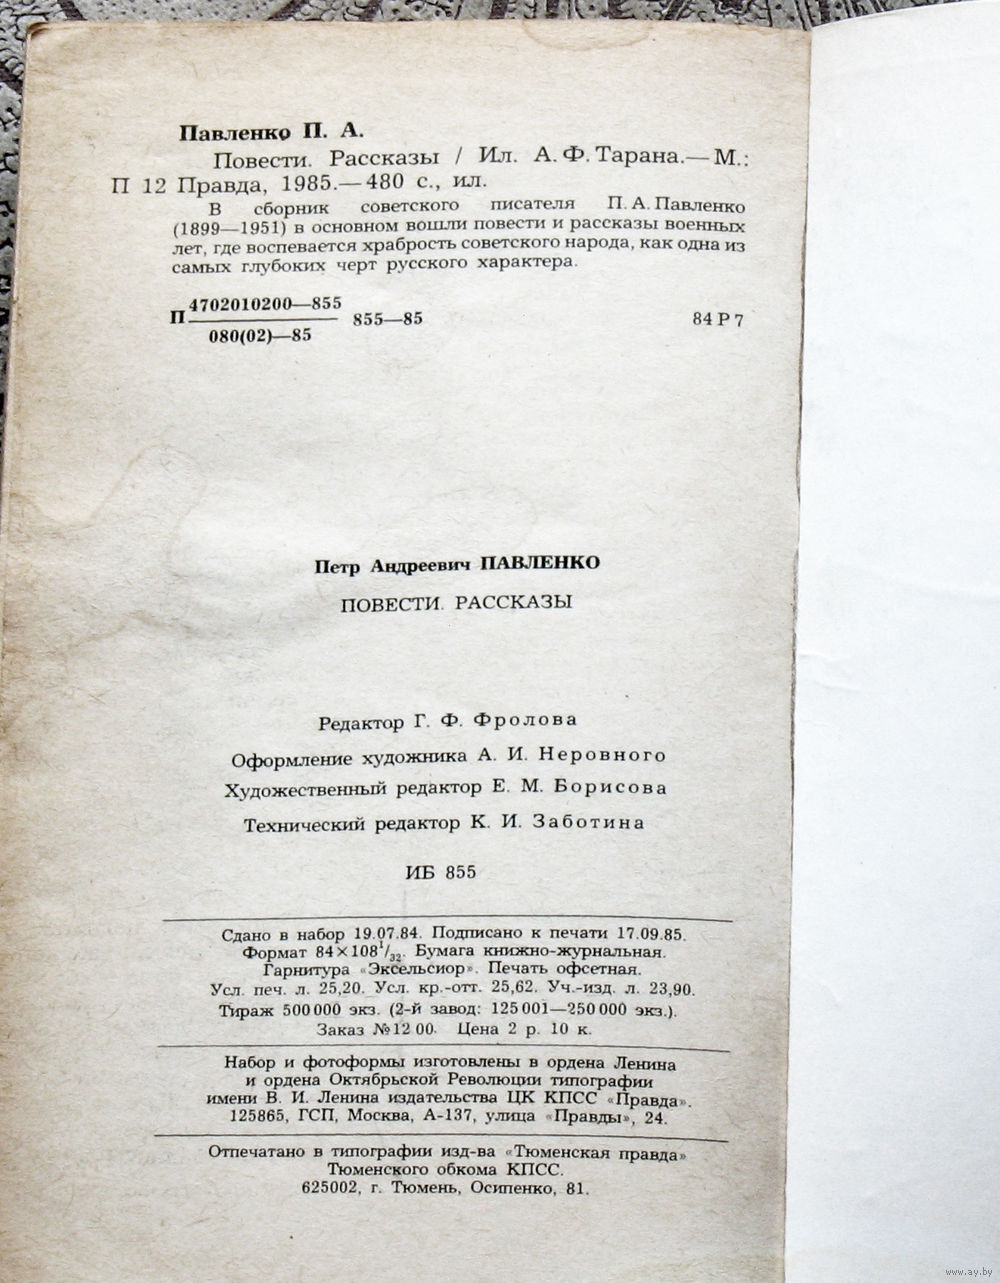 Павленко П. А.
Повести. Рассказы / Ил. А. Ф. Тарана.— М.:
П 12 Правда, 1985.— 480 с., ил.
В сборник советского писателя П. А. Павленко
(1899—1951) в основном вошли повести и рассказы военных
лет, где воспевается храбрость советского народа, как одна из
самых глубоких черт русского характера.
4702010200—855
П 855—85 84 Р 7
080(02)—85
Петр Андреевич ПАВЛЕНКО
ПОВЕСТИ. РАССКАЗЫ
Редактор Г. Ф. Фролова
Оформление художника А. И. Неровного
Художественный редактор Е. М. Борисова
Технический редактор К. И. Заботина
ИБ 855
Сдано в набор 19.07.84. Подписано к печати 17.09.85.
Формат 84×108¹/₃₂. Бумага книжно-журнальная.
Гарнитура «Эксельсиор». Печать офсетная.
Усл. печ. л. 25,20. Усл. кр.-отт. 25,62. Уч.-изд. л. 23,90.
Тираж 500 000 экз. (2-й завод: 125 001—250 000 экз.).
Заказ № 12 00. Цена 2 р. 10 к.
Набор и фотоформы изготовлены в ордена Ленина
и ордена Октябрьской Революции типографии
имени В. И. Ленина издательства ЦК КПСС «Правда».
125865, ГСП, Москва, А-137, улица «Правды», 24.
Отпечатано в типографии изд-ва «Тюменская правда»
Тюменского обкома КПСС.
625002, г. Тюмень, Осипенко, 81.
www.ay.by